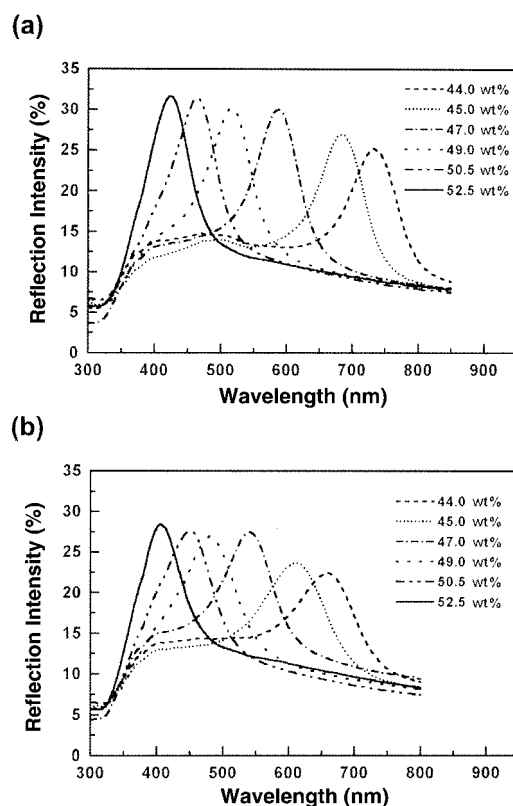 (a)
35
30
25
20
15
10
5
0
Reflection Intensity (%)
44.0 wt%
45.0 wt%
47.0 wt%
49.0 wt%
50.5 wt%
52.5 wt%
300 400 500 600 700 800 900
Wavelength (nm)
(b)
35
30
25
20
15
10
5
0
Reflection Intensity (%)
44.0 wt%
45.0 wt%
47.0 wt%
49.0 wt%
50.5 wt%
52.5 wt%
300 400 500 600 700 800 900
Wavelength (nm)